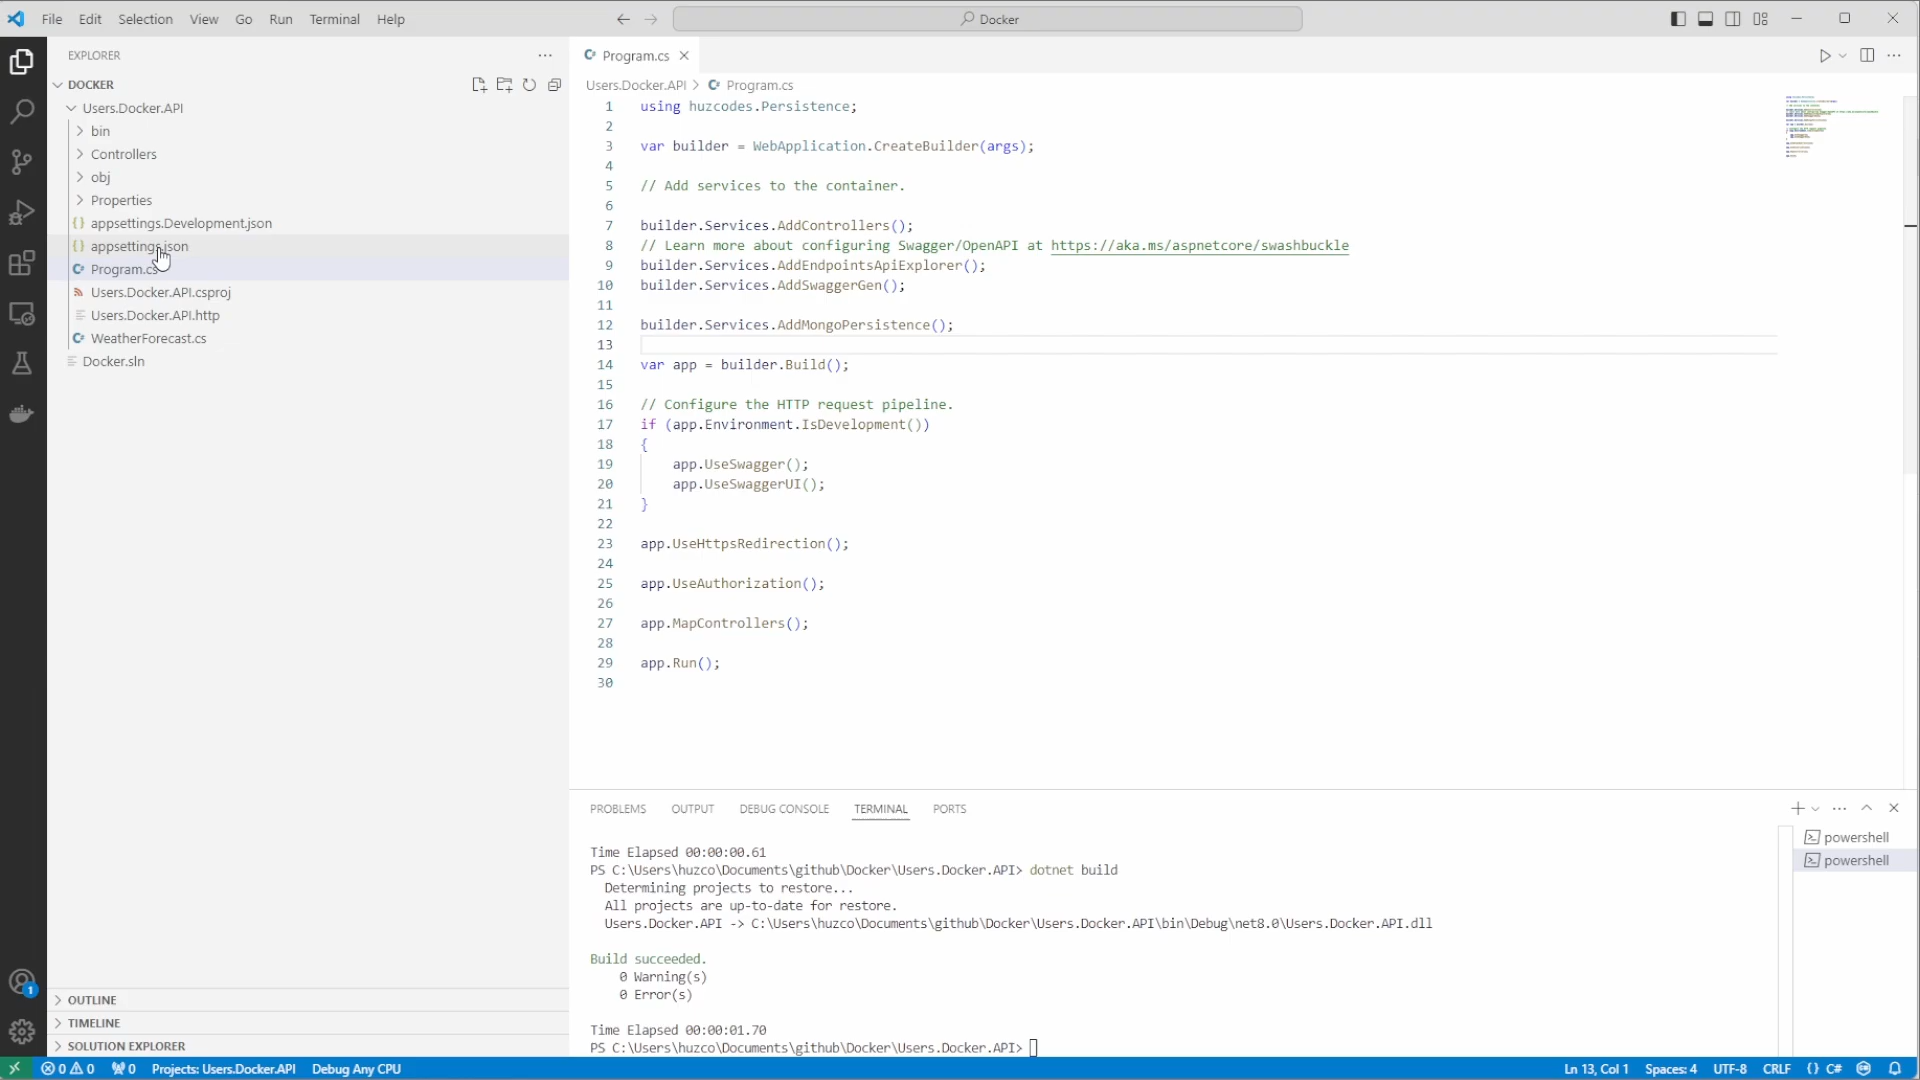 File Edit Selection View Go Run Terminal Help
Docker
EXPLORER
DOCKER
Users.Docker.API
bin
Controllers
obj
Properties
appsettings.Development.json
appsettings.json
Program.cs
Users.Docker.API.csproj
Users.Docker.API.http
WeatherForecast.cs
Docker.sln
OUTLINE
TIMELINE
SOLUTION EXPLORER
Program.cs
Users.Docker.API > Program.cs
1 using huzcodes.Persistence;
2
3 var builder = WebApplication.CreateBuilder(args);
4
5 // Add services to the container.
6
7 builder.Services.AddControllers();
8 // Learn more about configuring Swagger/OpenAPI at https://aka.ms/aspnetcore/swashbuckle
9 builder.Services.AddEndpointsApiExplorer();
10 builder.Services.AddSwaggerGen();
11
12 builder.Services.AddMongoPersistence();
13
14 var app = builder.Build();
15
16 // Configure the HTTP request pipeline.
17 if (app.Environment.IsDevelopment())
18 {
19 app.UseSwagger();
20 app.UseSwaggerUI();
21 }
22
23 app.UseHttpsRedirection();
24
25 app.UseAuthorization();
26
27 app.MapControllers();
28
29 app.Run();
30
PROBLEMS OUTPUT DEBUG CONSOLE TERMINAL PORTS
powershell
powershell
Time Elapsed 00:00:00.61
PS C:\Users\huzco\Documents\github\Docker\Users.Docker.API> dotnet build
Determining projects to restore...
All projects are up-to-date for restore.
Users.Docker.API -> C:\Users\huzco\Documents\github\Docker\Users.Docker.API\bin\Debug\net8.0\Users.Docker.API.dll
Build succeeded.
0 Warning(s)
0 Error(s)
Time Elapsed 00:00:01.70
PS C:\Users\huzco\Documents\github\Docker\Users.Docker.API>
1
0 0 0 Projects: Users.Docker.API Debug Any CPU Ln 13, Col 1 Spaces: 4 UTF-8 CRLF {} C#